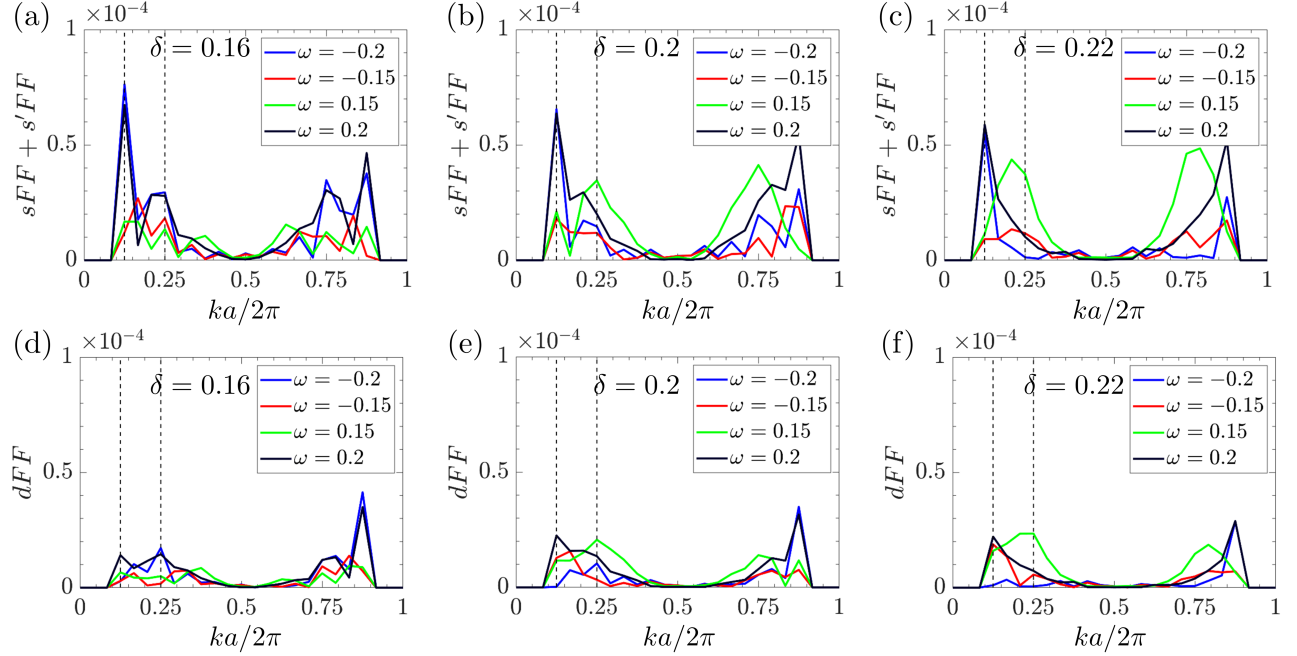 (a)
×10⁻⁴
δ = 0.16
ω = −0.2
ω = −0.15
ω = 0.15
ω = 0.2
sFF + s′FF
1
0.5
0
0 0.25 0.5 0.75 1
ka/2π
(b)
×10⁻⁴
δ = 0.2
ω = −0.2
ω = −0.15
ω = 0.15
ω = 0.2
sFF + s′FF
1
0.5
0
0 0.25 0.5 0.75 1
ka/2π
(c)
×10⁻⁴
δ = 0.22
ω = −0.2
ω = −0.15
ω = 0.15
ω = 0.2
sFF + s′FF
1
0.5
0
0 0.25 0.5 0.75 1
ka/2π
(d)
×10⁻⁴
δ = 0.16
ω = −0.2
ω = −0.15
ω = 0.15
ω = 0.2
dFF
1
0.5
0
0 0.25 0.5 0.75 1
ka/2π
(e)
×10⁻⁴
δ = 0.2
ω = −0.2
ω = −0.15
ω = 0.15
ω = 0.2
dFF
1
0.5
0
0 0.25 0.5 0.75 1
ka/2π
(f)
×10⁻⁴
δ = 0.22
ω = −0.2
ω = −0.15
ω = 0.15
ω = 0.2
dFF
1
0.5
0
0 0.25 0.5 0.75 1
ka/2π